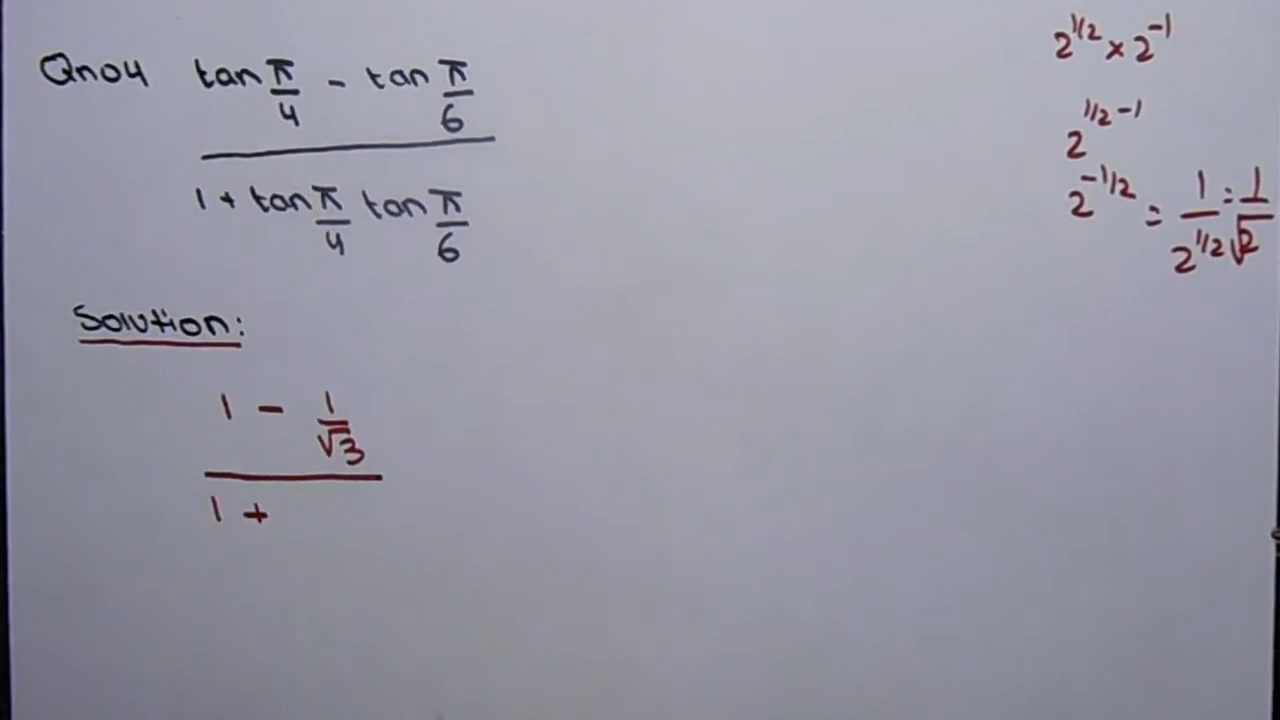 Qno4 tan π/4 - tan π/6
1 + tan π/4 tan π/6
Solution:
1 - 1/√3
1 +
2^1/2 × 2^-1
2^1/2 -1
2^-1/2 = 1/2^1/2 = 1/√2